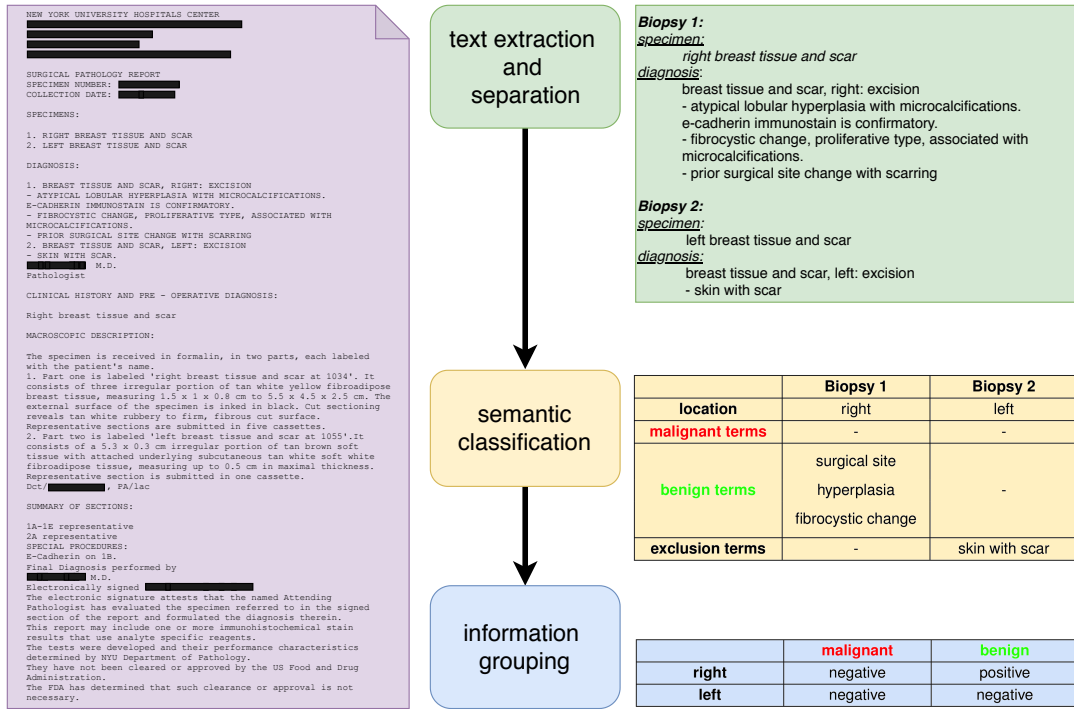 NEW YORK UNIVERSITY HOSPITALS CENTER
SURGICAL PATHOLOGY REPORT
SPECIMEN NUMBER:
COLLECTION DATE:
SPECIMENS:
1. RIGHT BREAST TISSUE AND SCAR
2. LEFT BREAST TISSUE AND SCAR
DIAGNOSIS:
1. BREAST TISSUE AND SCAR, RIGHT: EXCISION
- ATYPICAL LOBULAR HYPERPLASIA WITH MICROCALCIFICATIONS.
E-CADHERIN IMMUNOSTAIN IS CONFIRMATORY.
- FIBROCYSTIC CHANGE, PROLIFERATIVE TYPE, ASSOCIATED WITH
MICROCALCIFICATIONS.
- PRIOR SURGICAL SITE CHANGE WITH SCARRING
2. BREAST TISSUE AND SCAR, LEFT: EXCISION
- SKIN WITH SCAR.
M.D.
Pathologist
CLINICAL HISTORY AND PRE - OPERATIVE DIAGNOSIS:
Right breast tissue and scar
MACROSCOPIC DESCRIPTION:
The specimen is received in formalin, in two parts, each labeled
with the patient's name.
1. Part one is labeled 'right breast tissue and scar at 1034'. It
consists of three irregular portion of tan white yellow fibroadipose
breast tissue, measuring 1.5 x 1 x 0.8 cm to 5.5 x 4.5 x 2.5 cm. The
external surface of the specimen is inked in black. Cut sectioning
reveals tan white rubbery to firm, fibrous cut surface.
Representative sections are submitted in five cassettes.
2. Part two is labeled 'left breast tissue and scar at 1055'.It
consists of a 5.3 x 0.3 cm irregular portion of tan brown soft
tissue with attached underlying subcutaneous tan white soft white
fibroadipose tissue, measuring up to 0.5 cm in maximal thickness.
Representative section is submitted in one cassette.
Dct/ , PA/lac
SUMMARY OF SECTIONS:
1A-1E representative
2A representative
SPECIAL PROCEDURES:
E-Cadherin on 1B.
Final Diagnosis performed by
M.D.
Electronically signed
The electronic signature attests that the named Attending
Pathologist has evaluated the specimen referred to in the signed
section of the report and formulated the diagnosis therein.
This report may include one or more immunohistochemical stain
results that use analyte specific reagents.
The tests were developed and their performance characteristics
determined by NYU Department of Pathology.
They have not been cleared or approved by the US Food and Drug
Administration.
The FDA has determined that such clearance or approval is not
necessary.
text extraction
and
separation
semantic
classification
information
grouping
Biopsy 1:
specimen:
right breast tissue and scar
diagnosis:
breast tissue and scar, right: excision
- atypical lobular hyperplasia with microcalcifications.
e-cadherin immunostain is confirmatory.
- fibrocystic change, proliferative type, associated with
microcalcifications.
- prior surgical site change with scarring
Biopsy 2:
specimen:
left breast tissue and scar
diagnosis:
breast tissue and scar, left: excision
- skin with scar
Biopsy 1 Biopsy 2
location right left
malignant terms - -
surgical site
benign terms hyperplasia -
fibrocystic change
exclusion terms - skin with scar
malignant benign
right negative positive
left negative negative